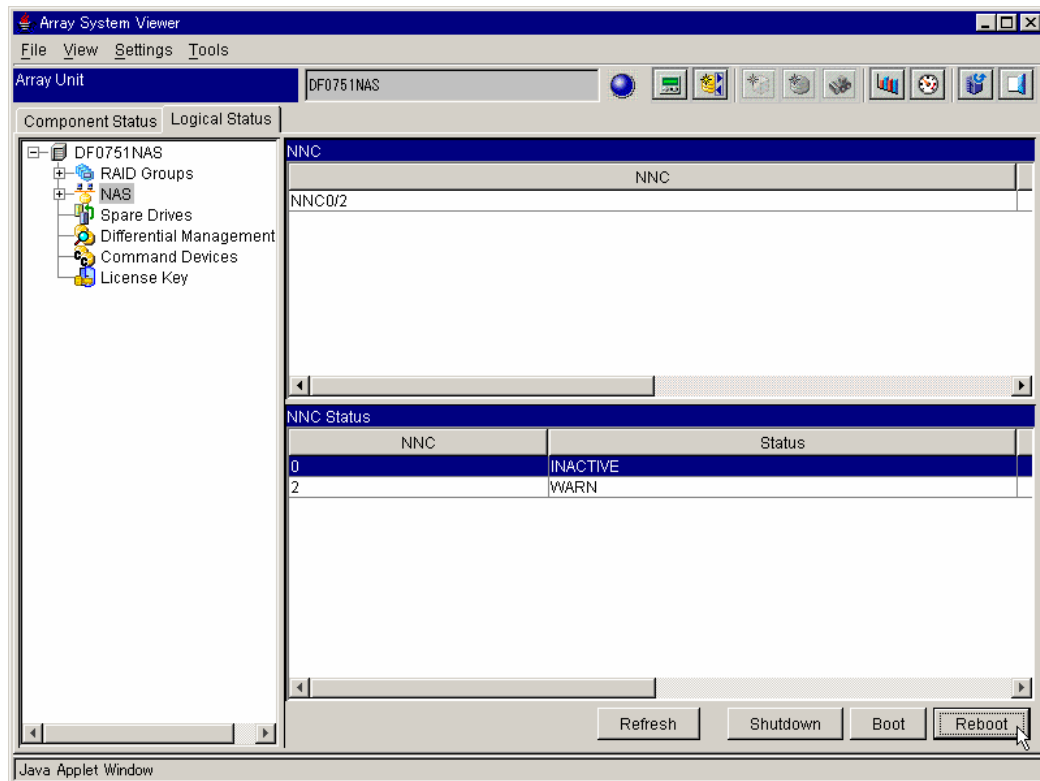 Array System Viewer
File View Settings Tools
Array Unit
DF0751NAS
Component Status Logical Status
DF0751NAS
RAID Groups
NAS
Spare Drives
Differential Management
Command Devices
License Key
NNC
NNC
NNC0/2
NNC Status
NNC Status
0 INACTIVE
2 WARN
Refresh Shutdown Boot Reboot
Java Applet Window